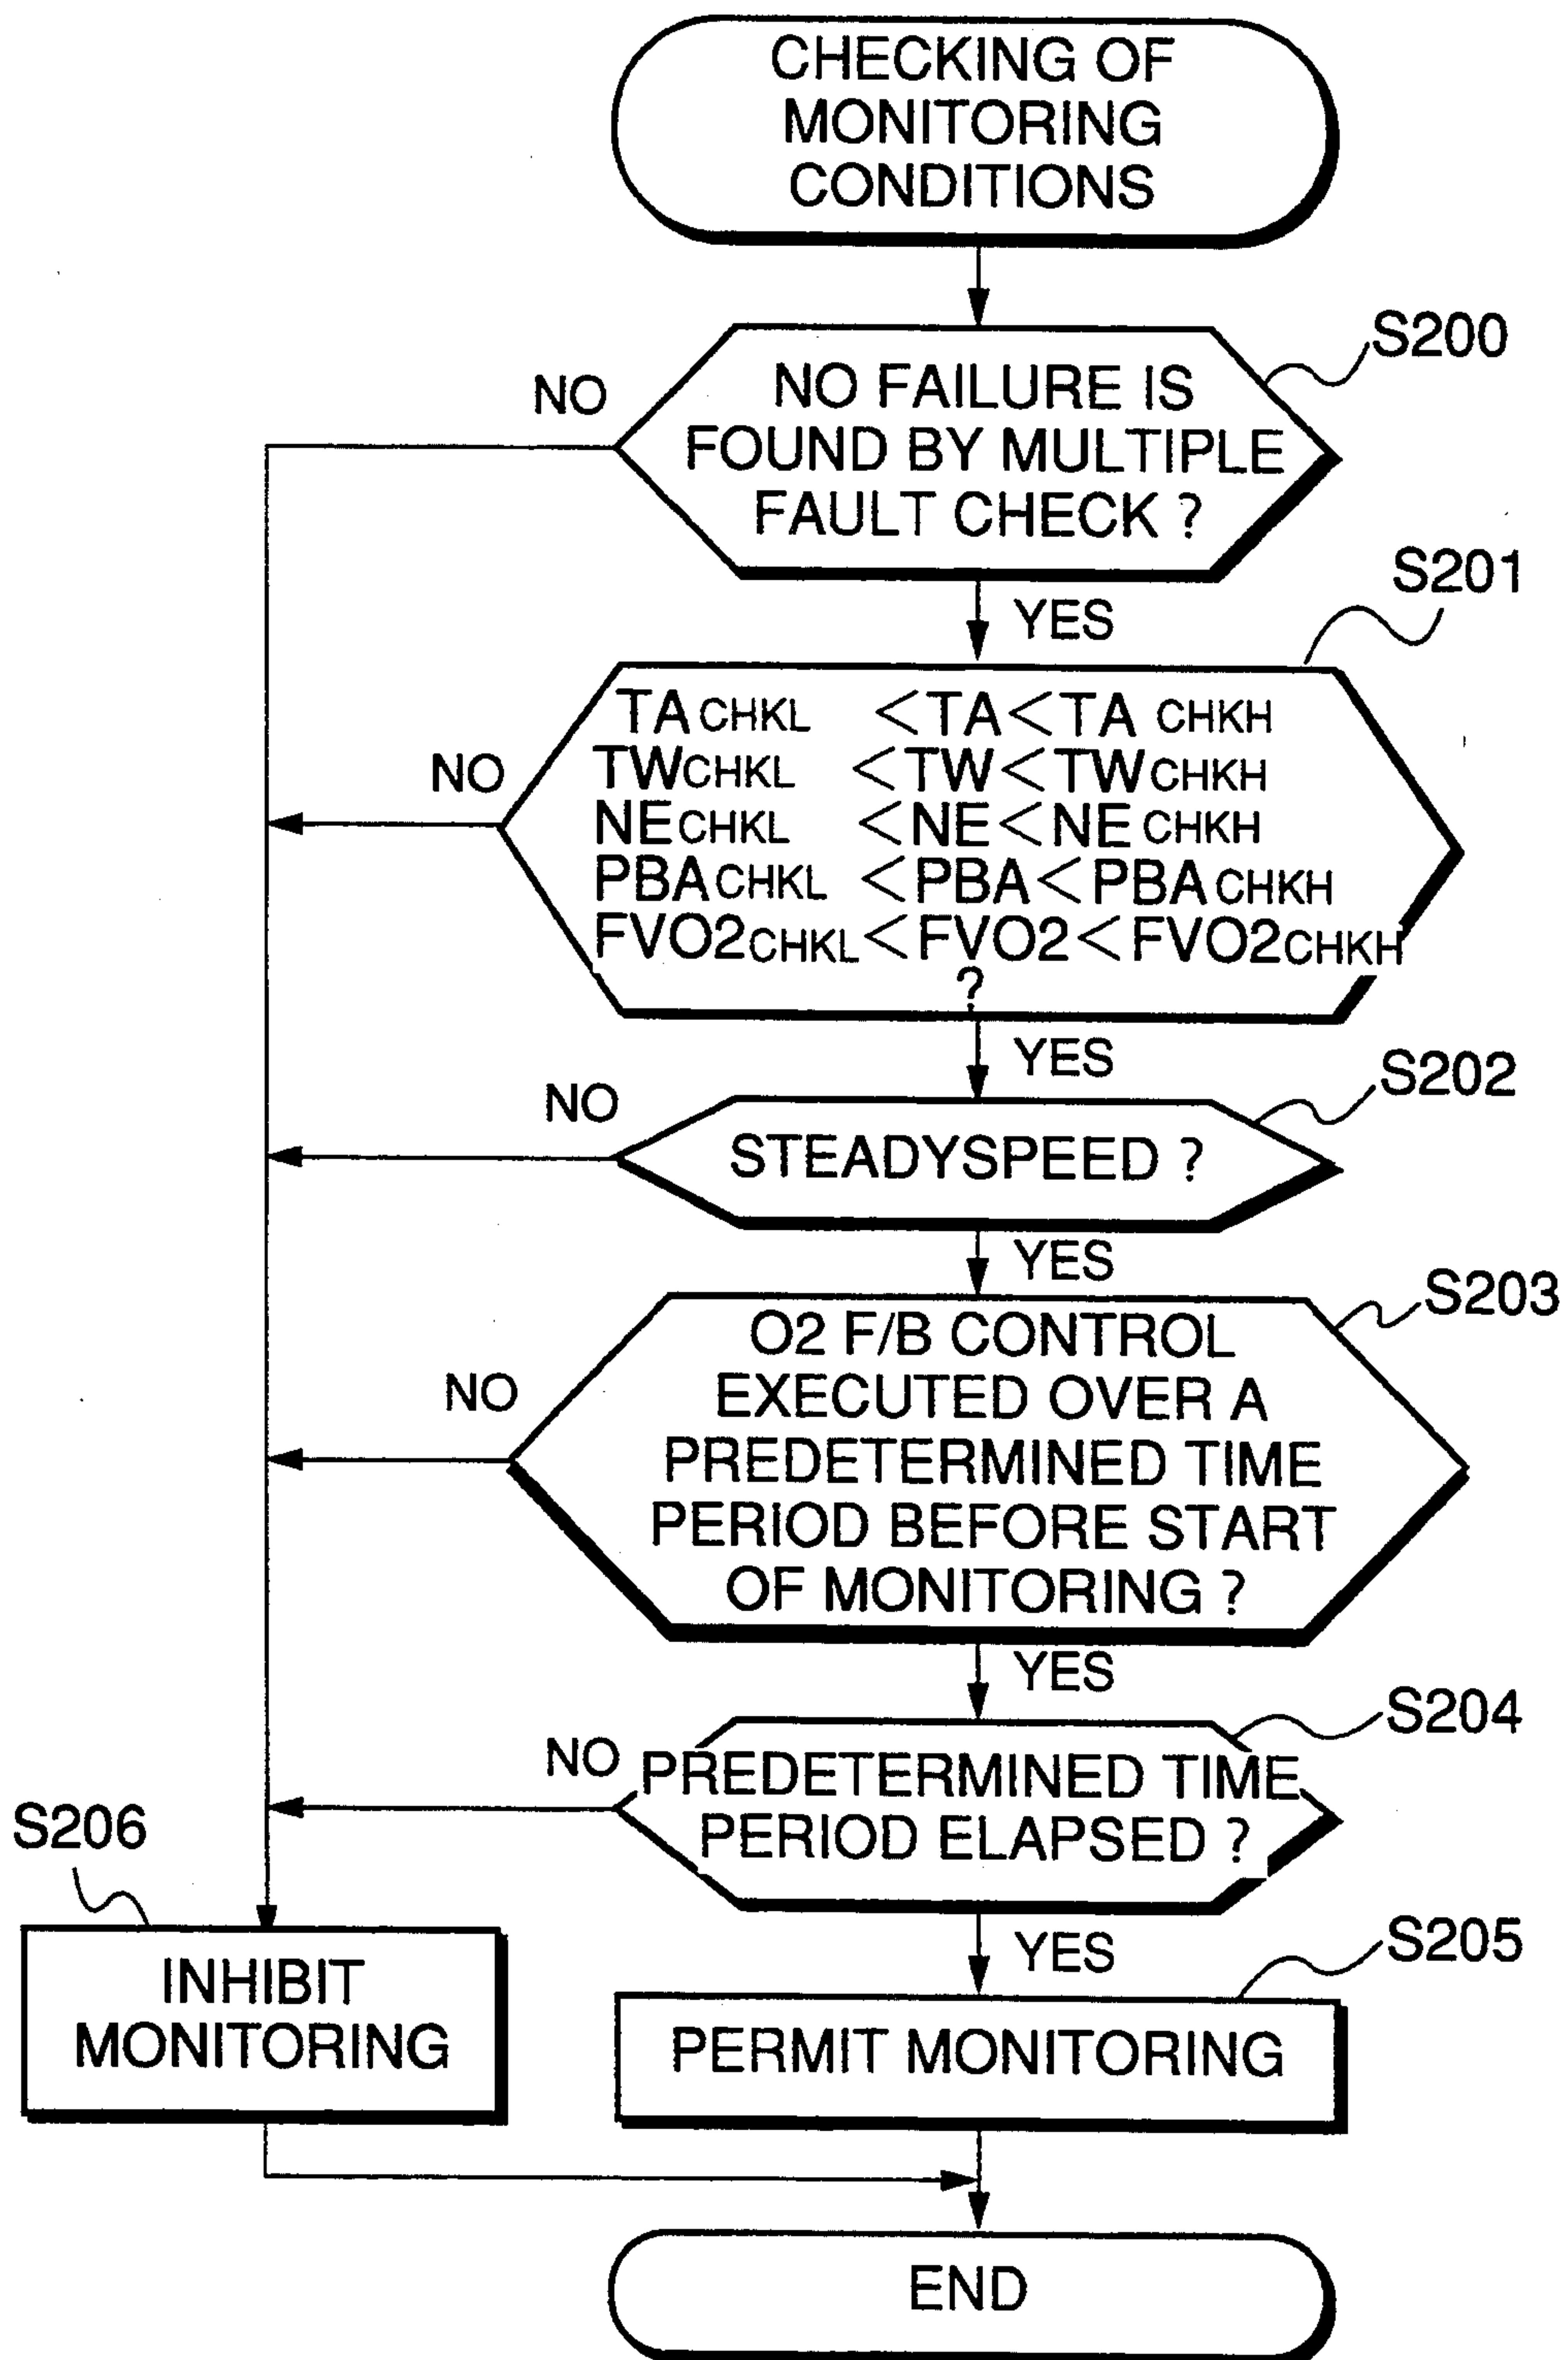 CHECKING OF
MONITORING
CONDITIONS
S200
NO
NO FAILURE IS
FOUND BY MULTIPLE
FAULT CHECK ?
S201
YES
TACHKL <TA<TA CHKH
TWCHKL <TW<TWCHKH
NO
NECHKL <NE<NE CHKH
PBACHKL <PBA<PBACHKH
FVO2CHKL<FVO2<FVO2CHKH
?
YES
S202
NO
STEADYSPEED ?
YES
S203
O2 F/B CONTROL
NO
EXECUTED OVER A
PREDETERMINED TIME
PERIOD BEFORE START
OF MONITORING ?
YES
S204
NO
PREDETERMINED TIME
PERIOD ELAPSED ?
S206
YES
S205
INHIBIT
MONITORING
PERMIT MONITORING
END